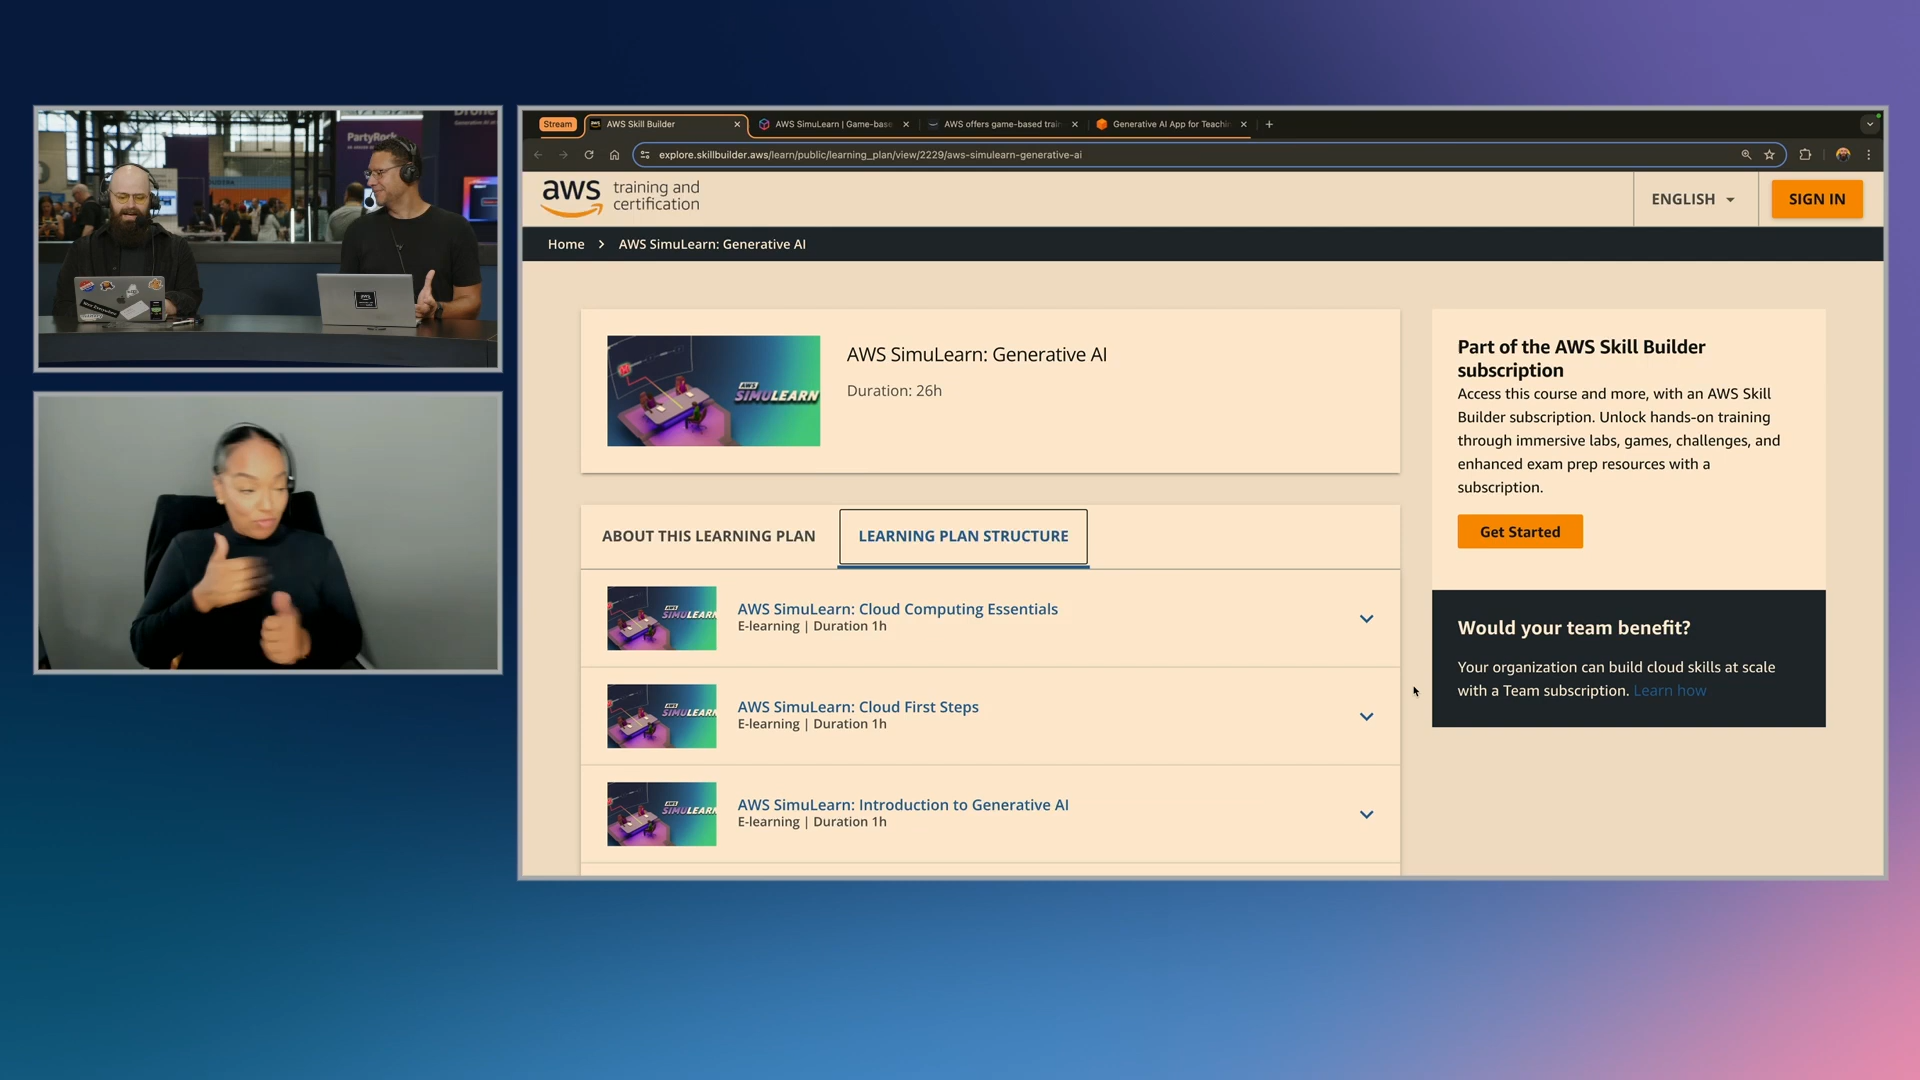 PartyRock
Stream
AWS Skill Builder
AWS SimuLearn | Game-base
AWS offers game-based train
Generative AI App for Teachin
explore.skillbuilder.aws/learn/public/learning_plan/view/2229/aws-simulearn-generative-ai
aws training and certification
ENGLISH
SIGN IN
Home > AWS SimuLearn: Generative AI
AWS SIMULEARN
AWS SimuLearn: Generative AI
Duration: 26h
Part of the AWS Skill Builder
subscription
Access this course and more, with an AWS Skill
Builder subscription. Unlock hands-on training
through immersive labs, games, challenges, and
enhanced exam prep resources with a
subscription.
Get Started
ABOUT THIS LEARNING PLAN
LEARNING PLAN STRUCTURE
AWS SimuLearn: Cloud Computing Essentials
E-learning | Duration 1h
AWS SimuLearn: Cloud First Steps
E-learning | Duration 1h
AWS SimuLearn: Introduction to Generative AI
E-learning | Duration 1h
Would your team benefit?
Your organization can build cloud skills at scale
with a Team subscription. Learn how